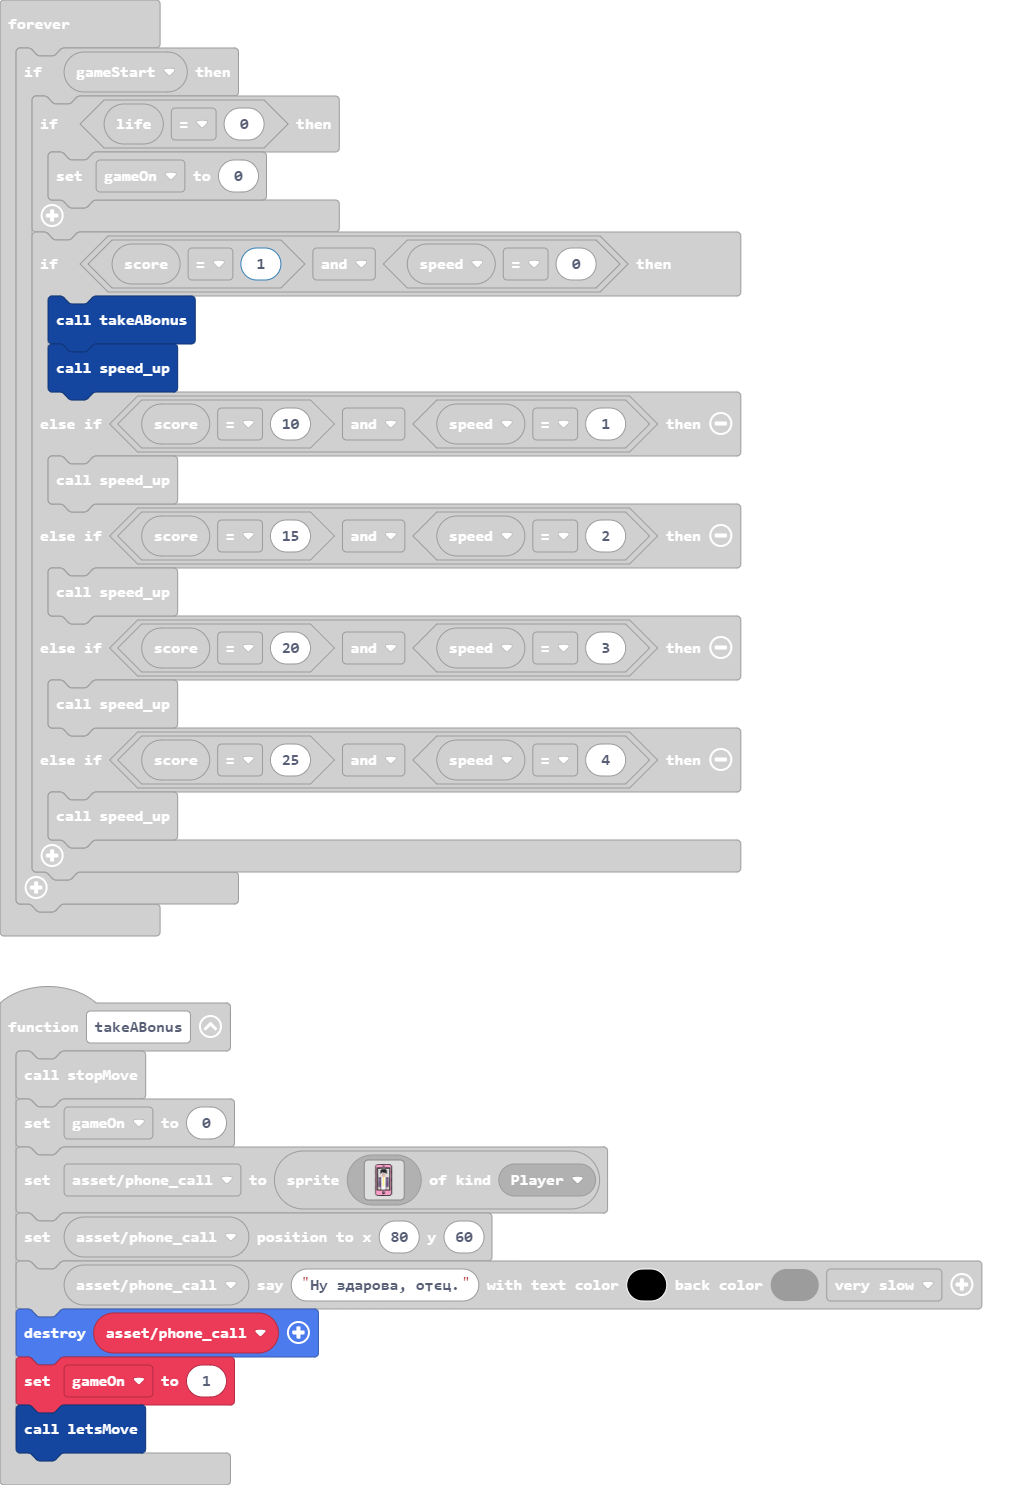 forever
if gameStart then
if life = 0 then
set gameOn to 0
if score = 1 and speed = 0 then
call takeABonus
call speed_up
else if score = 10 and speed = 1 then
call speed_up
else if score = 15 and speed = 2 then
call speed_up
else if score = 20 and speed = 3 then
call speed_up
else if score = 25 and speed = 4 then
call speed_up
function takeABonus
call stopMove
set gameOn to 0
set asset/phone_call to sprite of kind Player
set asset/phone_call position to x 80 y 60
asset/phone_call say "Ну здарова, отєц." with text color back color very slow
destroy asset/phone_call
set gameOn to 1
call letsMove